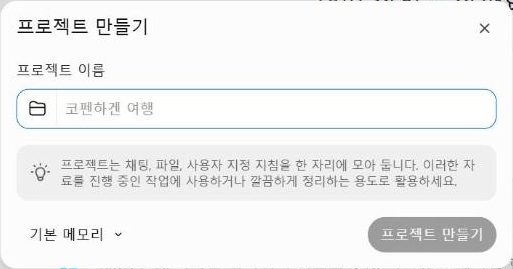 프로젝트 만들기
프로젝트 이름
코펜하겐 여행
프로젝트는 채팅, 파일, 사용자 지정 지침을 한 자리에 모아 둡니다. 이러한 자
료를 진행 중인 작업에 사용하거나 깔끔하게 정리하는 용도로 활용하세요.
기본 메모리
프로젝트 만들기